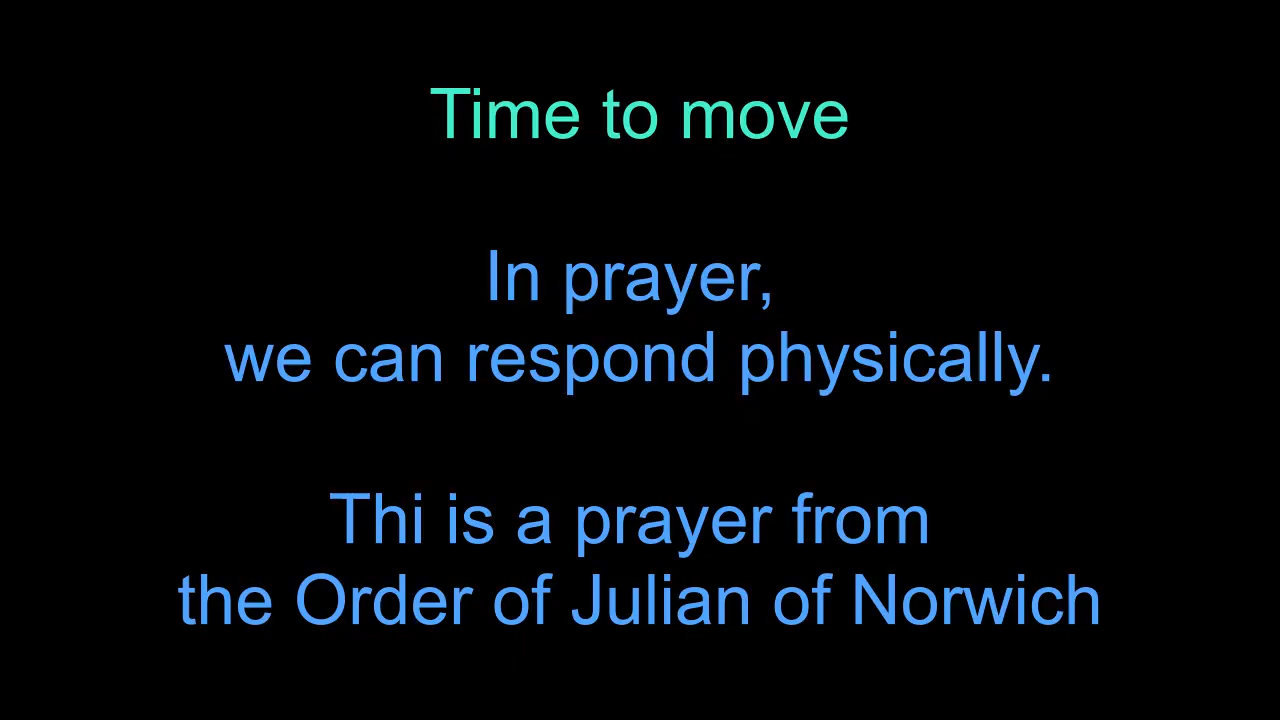 Time to move
In prayer,
we can respond physically.
Thi is a prayer from
the Order of Julian of Norwich